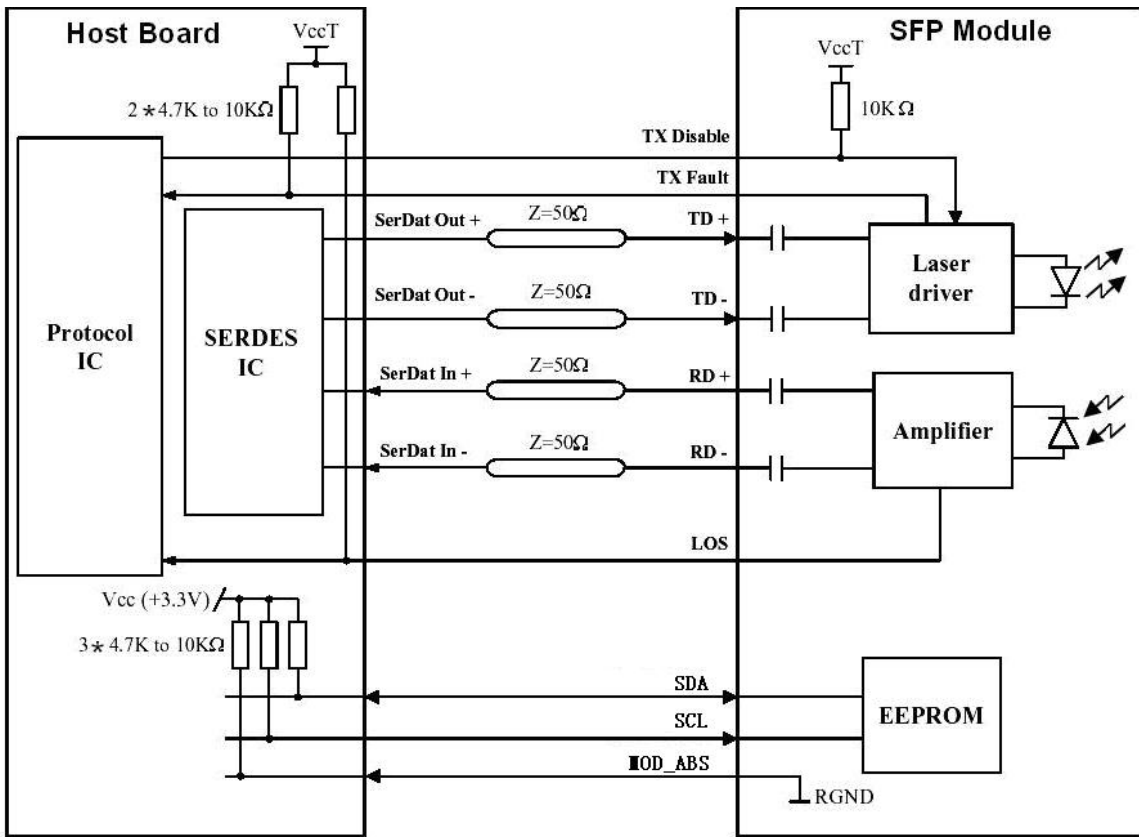 Host Board
SFP Module
VccT
VccT
2*4.7K to 10KΩ
10KΩ
TX Disable
TX Fault
SerDat Out +
Z=50Ω
TD +
SerDat Out -
Z=50Ω
TD -
Laser
driver
Protocol
IC
SERDES
IC
SerDat In +
Z=50Ω
RD +
SerDat In -
Z=50Ω
RD -
Amplifier
LOS
Vcc (+3.3V)
3*4.7K to 10KΩ
SDA
SCL
MOD_ABS
EEPROM
RGND